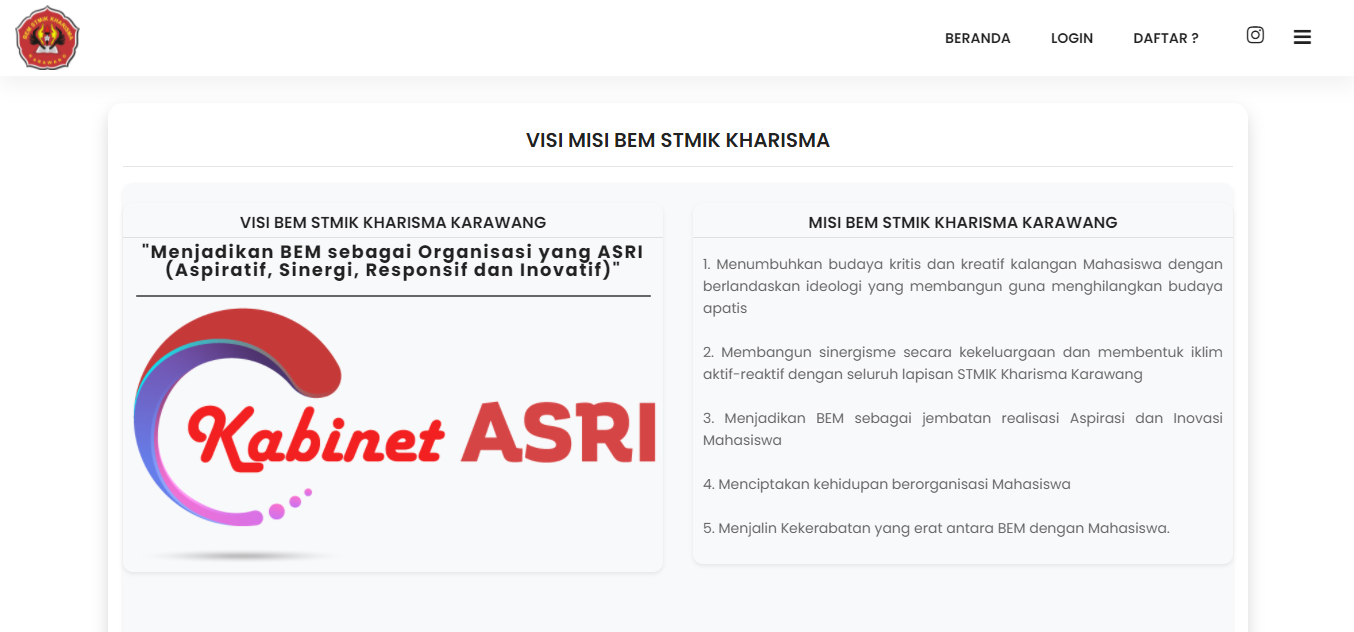 BEM STMIK KHARISMA
KARAWANG
BERANDA
LOGIN
DAFTAR ?
VISI MISI BEM STMIK KHARISMA
VISI BEM STMIK KHARISMA KARAWANG
"Menjadikan BEM sebagai Organisasi yang ASRI
(Aspiratif, Sinergi, Responsif dan Inovatif)"
Kabinet ASRI
MISI BEM STMIK KHARISMA KARAWANG
1. Menumbuhkan budaya kritis dan kreatif kalangan Mahasiswa dengan
berlandaskan ideologi yang membangun guna menghilangkan budaya
apatis
2. Membangun sinergisme secara kekeluargaan dan membentuk iklim
aktif-reaktif dengan seluruh lapisan STMIK Kharisma Karawang
3. Menjadikan BEM sebagai jembatan realisasi Aspirasi dan Inovasi
Mahasiswa
4. Menciptakan kehidupan berorganisasi Mahasiswa
5. Menjalin Kekerabatan yang erat antara BEM dengan Mahasiswa.